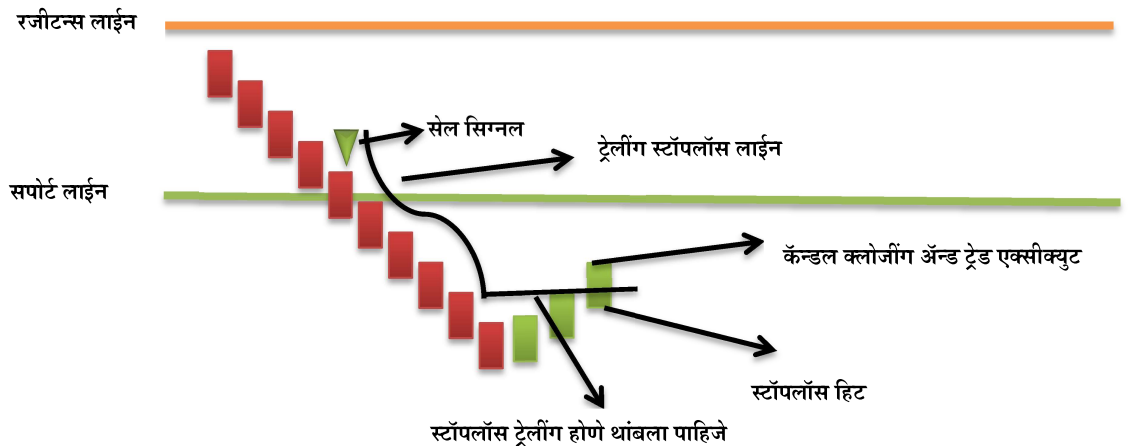 रजीटन्स लाईन
सेल सिग्नल
ट्रेलींग स्टॉपलॉस लाईन
सपोर्ट लाईन
कॅन्डल क्लोजींग ॲन्ड ट्रेड एक्सीक्युट
स्टॉपलॉस हिट
स्टॉपलॉस ट्रेलींग होणे थांबला पाहिजे